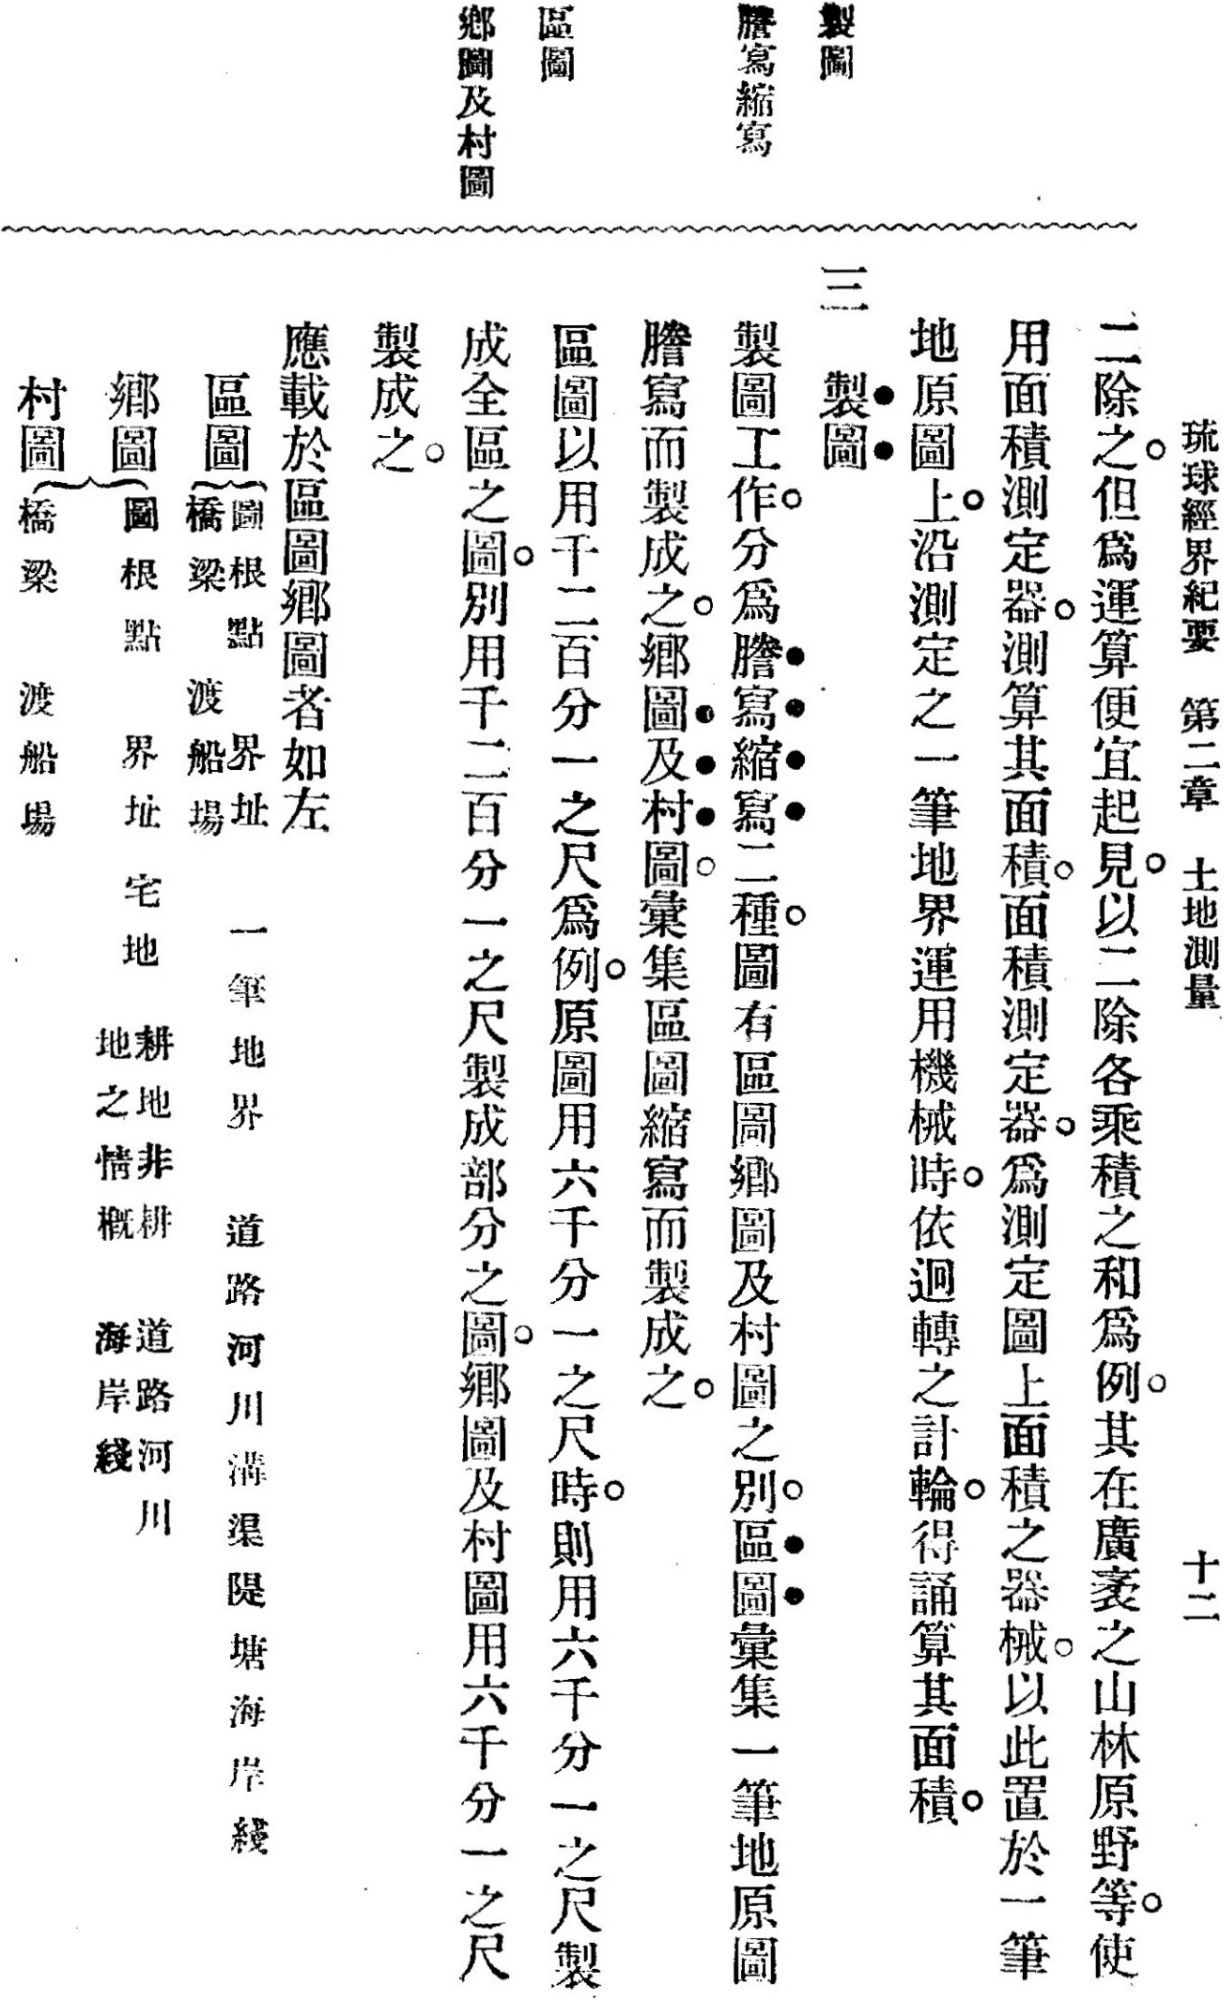 琉球經界紀要　第二章　土地測量　十二
二除之。但爲運算便宜起見。以二除各乘積之和爲例。其在廣袤之山林原野等。使
用面積測定器。測算其面積。面積測定器。爲測定圖上面積之器械。以此置於一筆
地原圖上。沿測定之一筆地界運用機械時。依迴轉之計輪。得誦算其面積。
三　製圖
製圖
製圖工作。分爲謄寫縮寫二種。圖有區圖鄉圖及村圖之別。區圖彙集一筆地原圖
謄寫縮寫
謄寫而製成之。鄉圖及村圖。彙集區圖縮寫而製成之。
區圖以用千二百分一之尺爲例。原圖用六千分一之尺時。則用六千分一之尺製
區圖
成全區之圖。別用千二百分一之尺製成部分之圖。鄉圖及村圖用六千分一之尺
鄉圖及村圖
製成之。
應載於區圖鄉圖者如左
區圖
圖根點　界址　一筆地界　道路河川溝渠隄塘海岸綫
橋梁　渡船場
鄉圖
圖根點　界址　宅地　耕地非耕地之情概　道路河川海岸綫
村圖
橋梁　渡船場